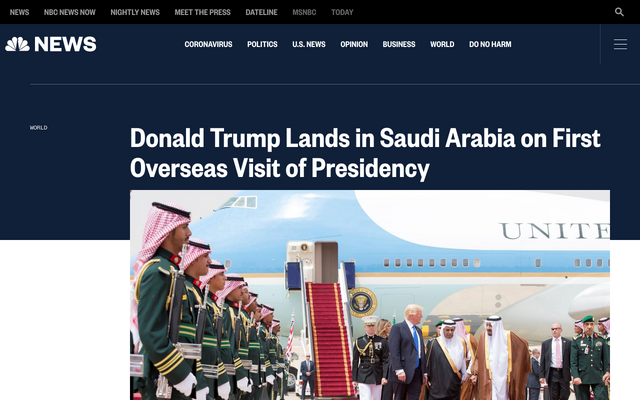 NEWS NBC NEWS NOW NIGHTLY NEWS MEET THE PRESS DATELINE MSNBC TODAY
NEWS CORONAVIRUS POLITICS U.S. NEWS OPINION BUSINESS WORLD DO NO HARM
WORLD
Donald Trump Lands in Saudi Arabia on First
Overseas Visit of Presidency
UNITE